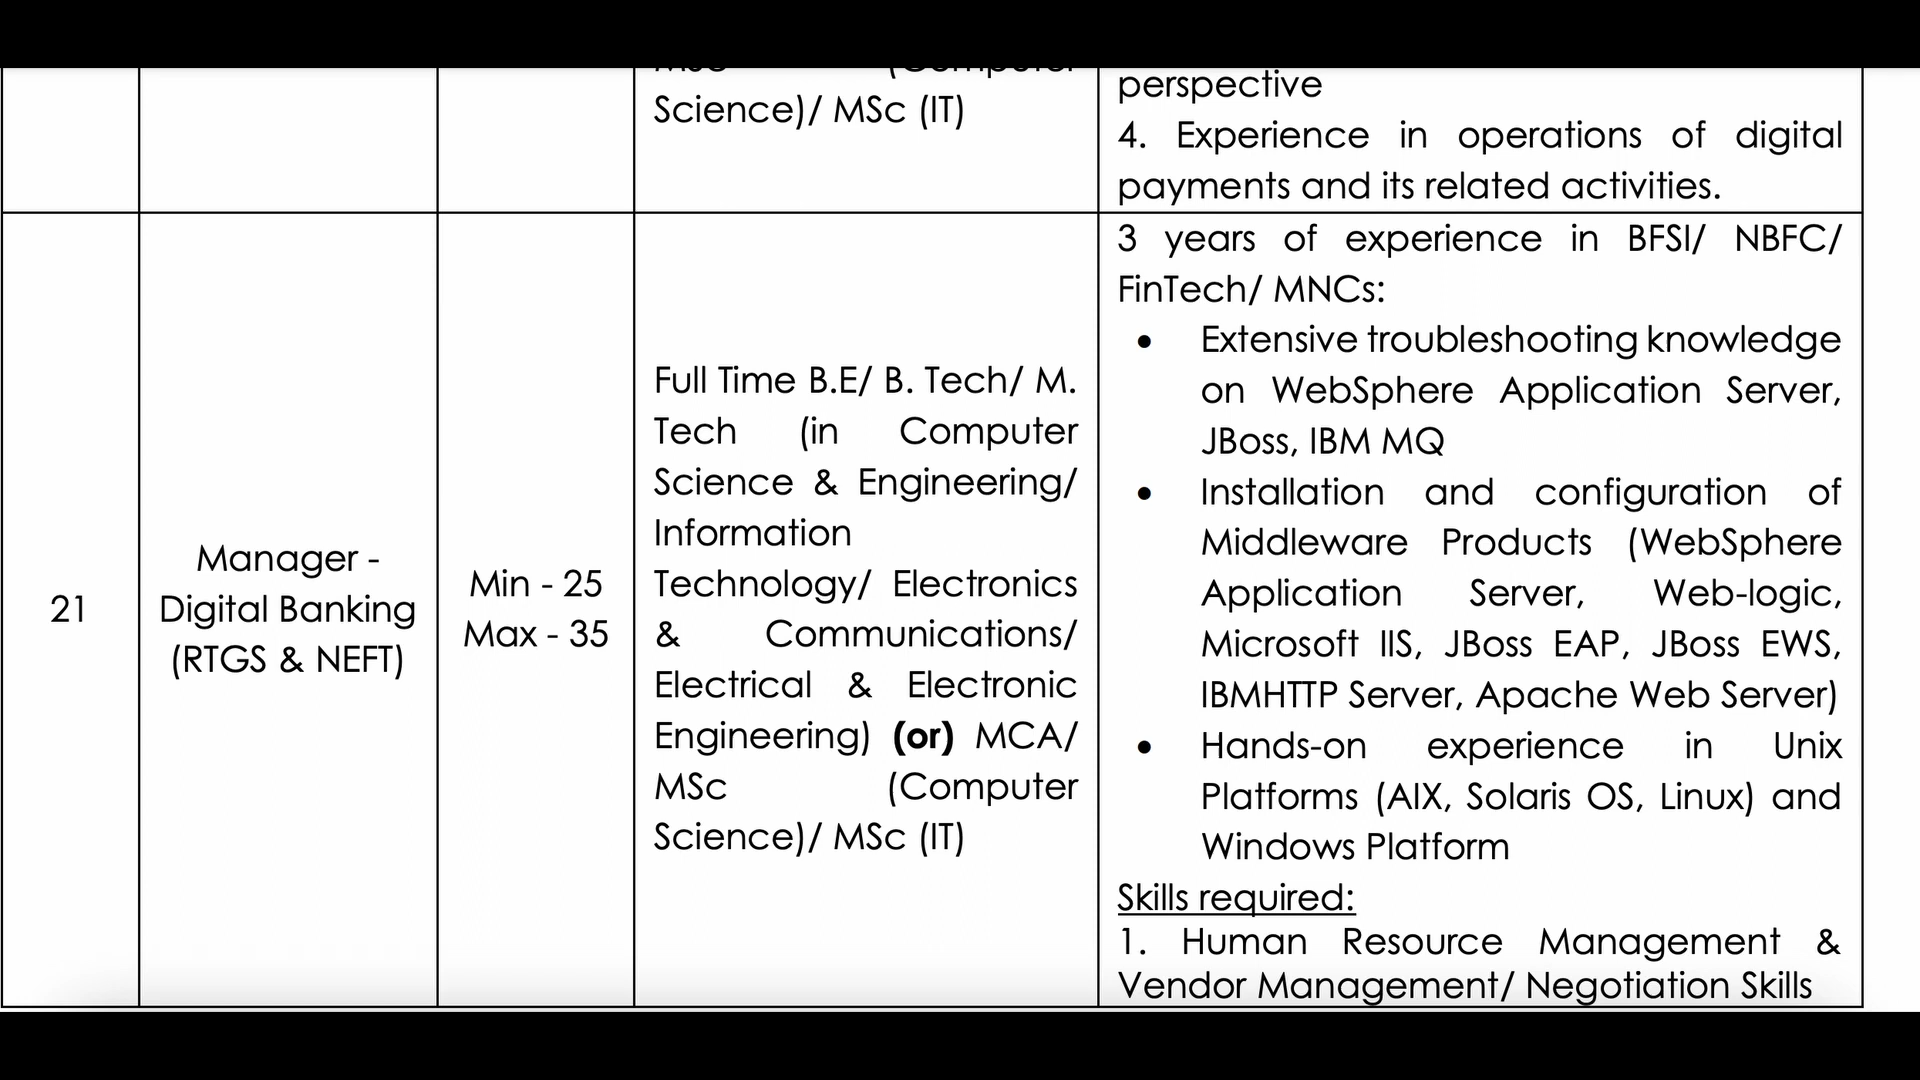 MSc (Computer
Science)/ MSc (IT)
perspective
4. Experience in operations of digital
payments and its related activities.
21
Manager -
Digital Banking
(RTGS & NEFT)
Min - 25
Max - 35
Full Time B.E/ B. Tech/ M.
Tech (in Computer
Science & Engineering/
Information
Technology/ Electronics
& Communications/
Electrical & Electronic
Engineering) (or) MCA/
MSc (Computer
Science)/ MSc (IT)
3 years of experience in BFSI/ NBFC/
FinTech/ MNCs:
• Extensive troubleshooting knowledge
on WebSphere Application Server,
JBoss, IBM MQ
• Installation and configuration of
Middleware Products (WebSphere
Application Server, Web-logic,
Microsoft IIS, JBoss EAP, JBoss EWS,
IBMHTTP Server, Apache Web Server)
• Hands-on experience in Unix
Platforms (AIX, Solaris OS, Linux) and
Windows Platform
Skills required:
1. Human Resource Management &
Vendor Management/ Negotiation Skills